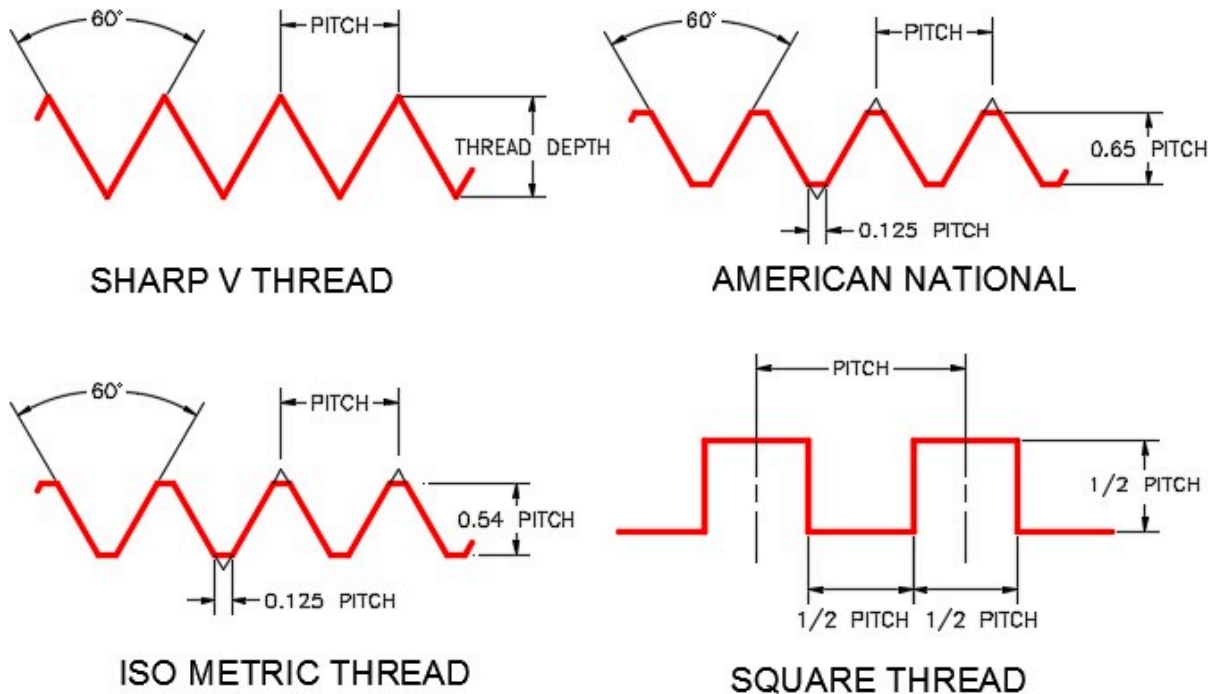 60°
PITCH
THREAD DEPTH
SHARP V THREAD
60°
PITCH
0.65 PITCH
0.125 PITCH
AMERICAN NATIONAL
60°
PITCH
0.54 PITCH
0.125 PITCH
ISO METRIC THREAD
PITCH
1/2 PITCH
1/2 PITCH
1/2 PITCH
SQUARE THREAD